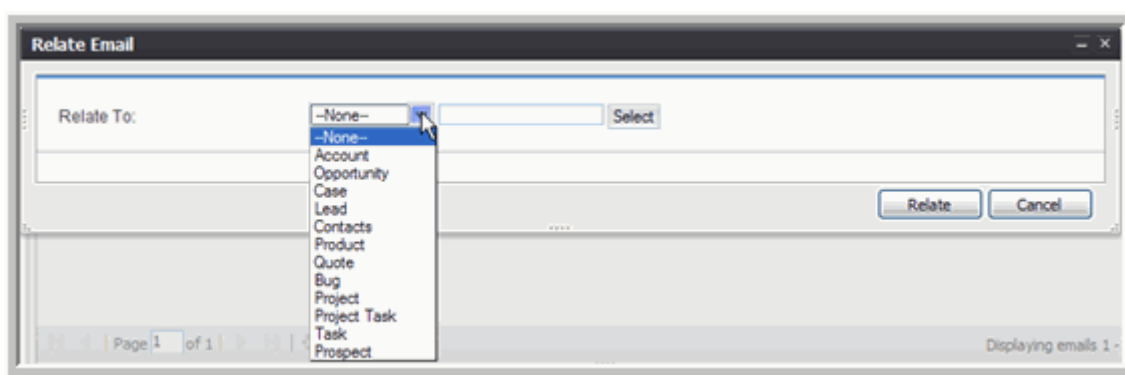 Relate Email
Relate To:
--None--
Select
--None--
Account
Opportunity
Case
Lead
Contacts
Product
Quote
Bug
Project
Project Task
Task
Prospect
Relate
Cancel
Page 1 of 1
Displaying emails 1 -